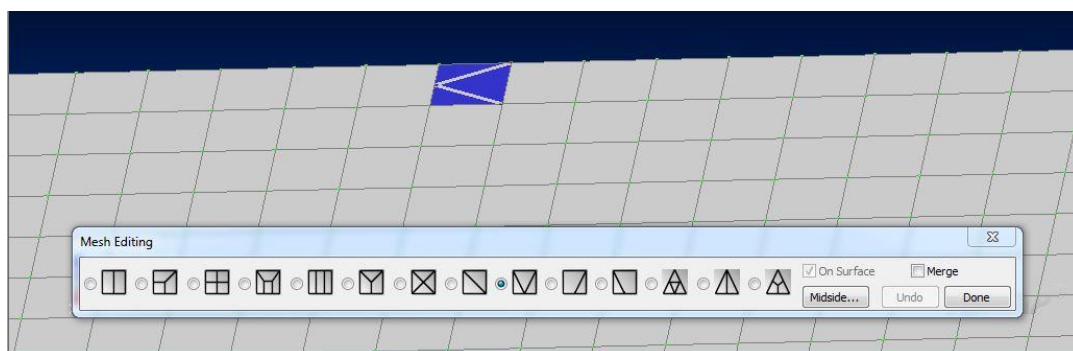 Mesh Editing
On Surface
Merge
Midside...
Undo
Done